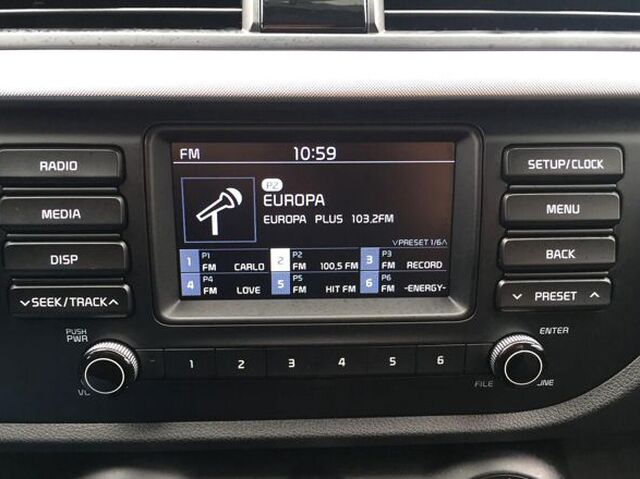 FM 10:59
P2
EUROPA
EUROPA PLUS 103.2FM
∨PRESET 1/6∧
1 P1 FM CARLO 2 P2 FM 100,5 FM 3 P3 FM RECORD
4 P4 FM LOVE 5 P5 FM HIT FM 6 P6 FM -ENERGY-
RADIO
MEDIA
DISP
∨SEEK/TRACK∧
SETUP/CLOCK
MENU
BACK
∨ PRESET ∧
PUSH
PWR
1 2 3 4 5 6
ENTER
FILE